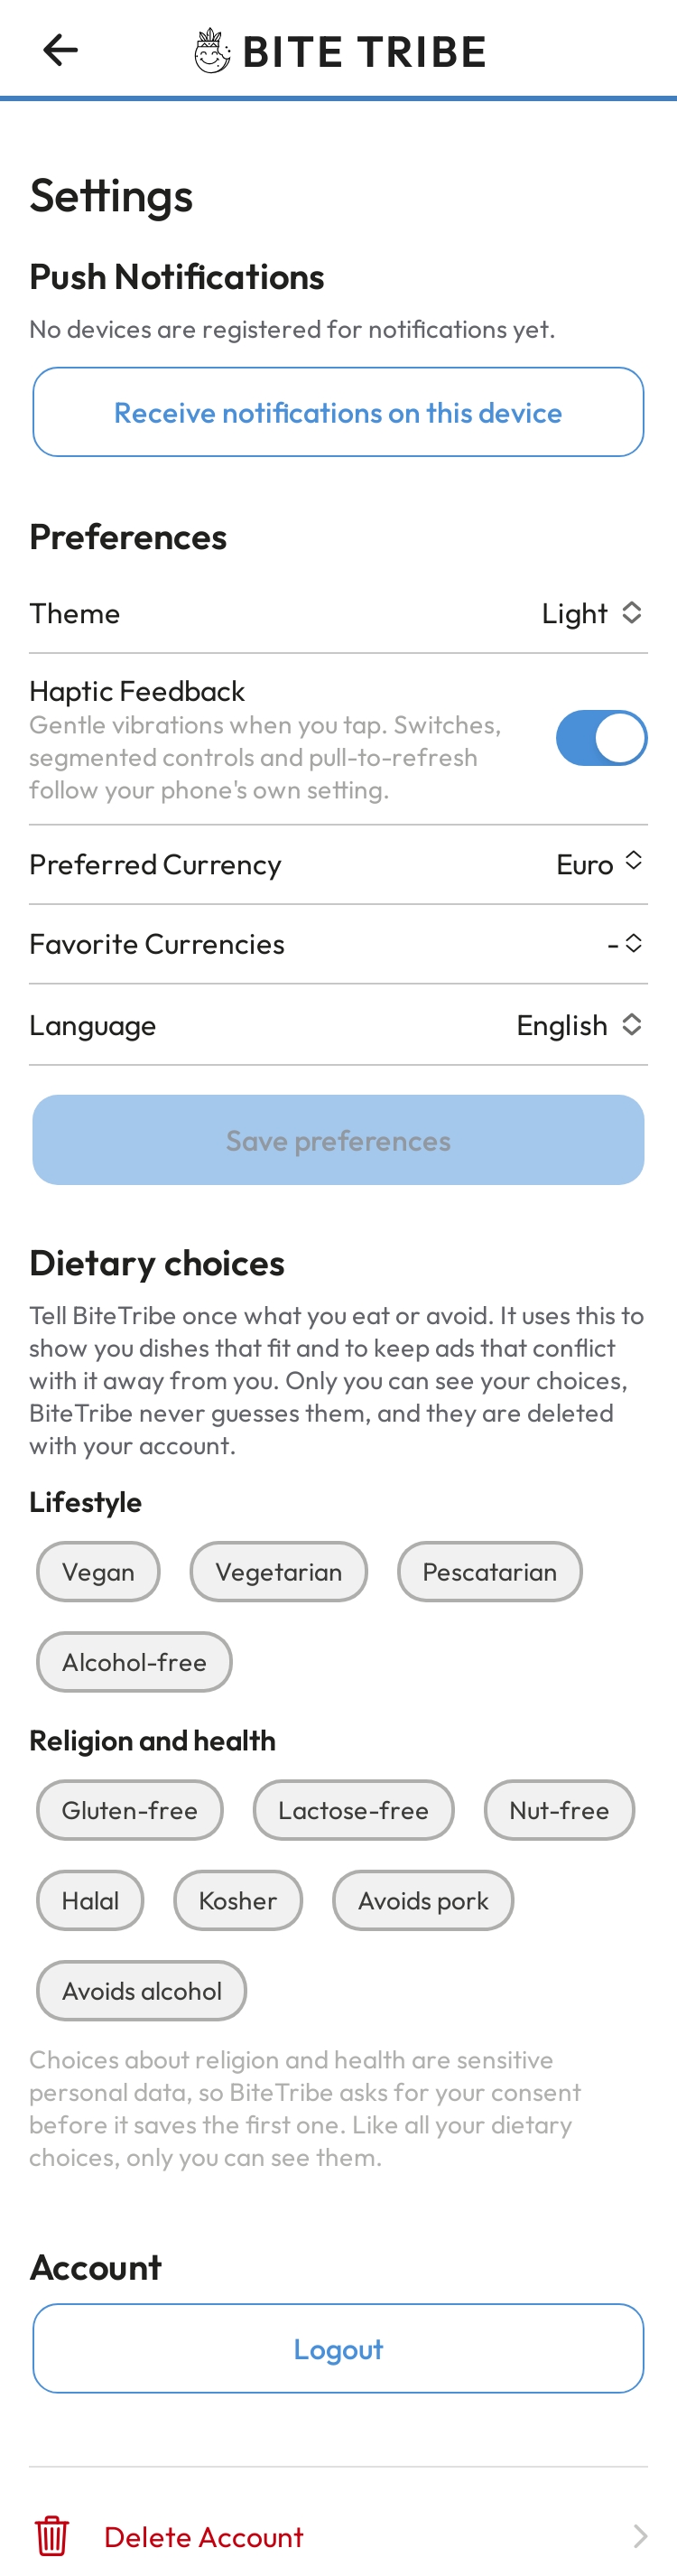 BITE TRIBE
Settings
Push Notifications
No devices are registered for notifications yet.
Receive notifications on this device
Preferences
Theme Light
Haptic Feedback
Gentle vibrations when you tap. Switches,
segmented controls and pull-to-refresh
follow your phone's own setting.
Preferred Currency Euro
Favorite Currencies -
Language English
Save preferences
Dietary choices
Tell BiteTribe once what you eat or avoid. It uses this to
show you dishes that fit and to keep ads that conflict
with it away from you. Only you can see your choices,
BiteTribe never guesses them, and they are deleted
with your account.
Lifestyle
Vegan Vegetarian Pescatarian
Alcohol-free
Religion and health
Gluten-free Lactose-free Nut-free
Halal Kosher Avoids pork
Avoids alcohol
Choices about religion and health are sensitive
personal data, so BiteTribe asks for your consent
before it saves the first one. Like all your dietary
choices, only you can see them.
Account
Logout
Delete Account